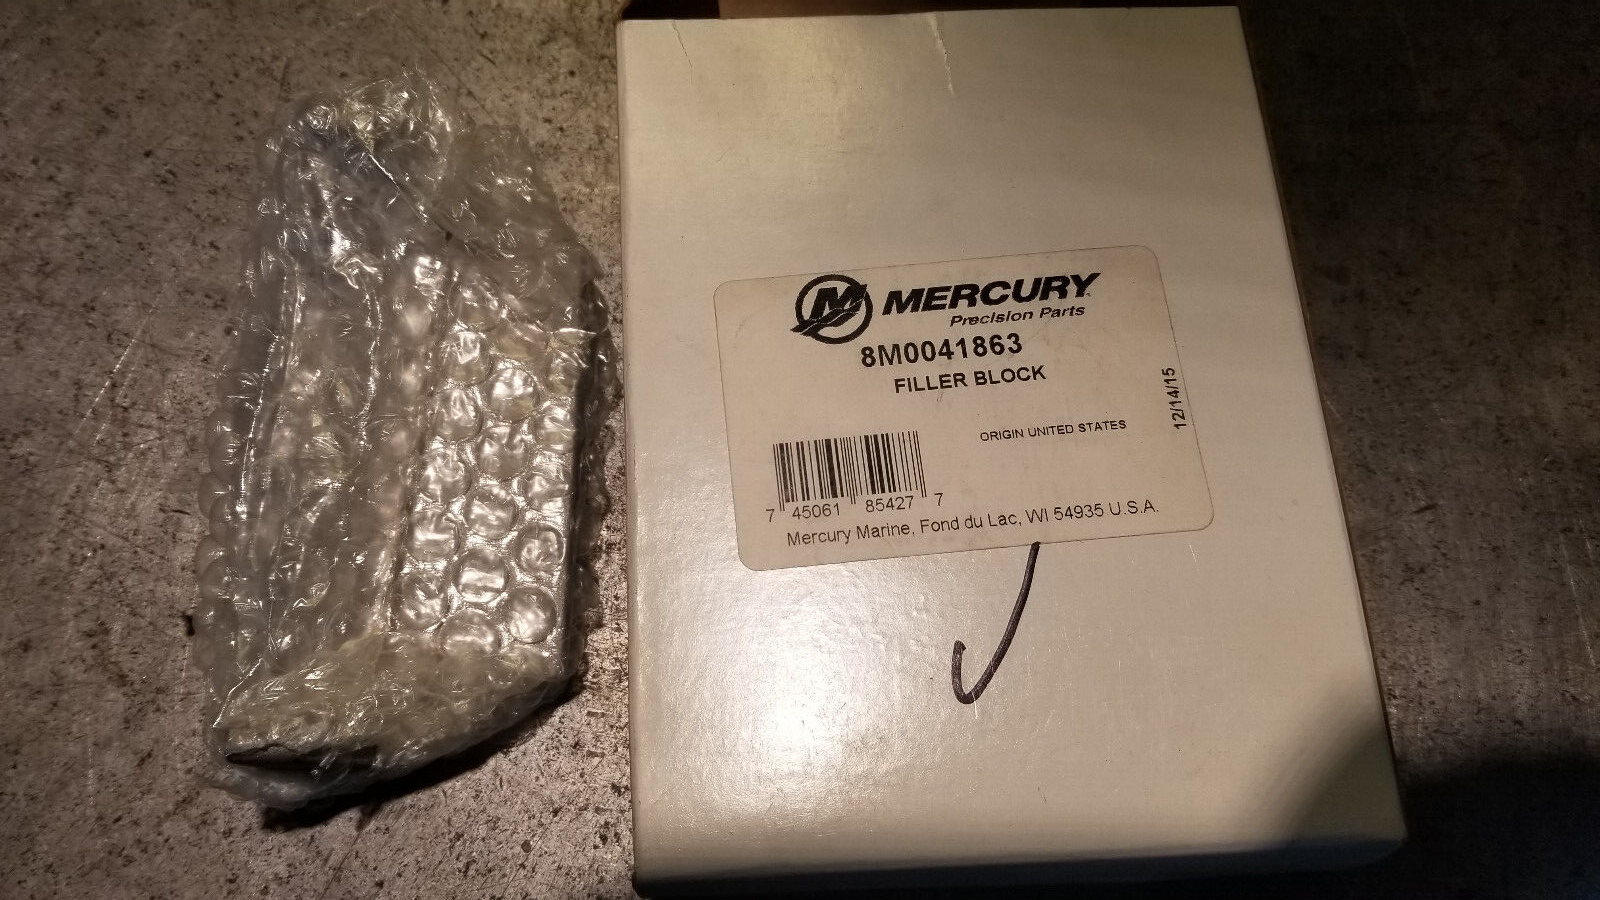 MERCURY
Precision Parts
8M0041863
FILLER BLOCK
12/14/15
ORIGIN UNITED STATES
7 45061 85427 7
Mercury Marine, Fond du Lac, WI 54935 U.S.A.